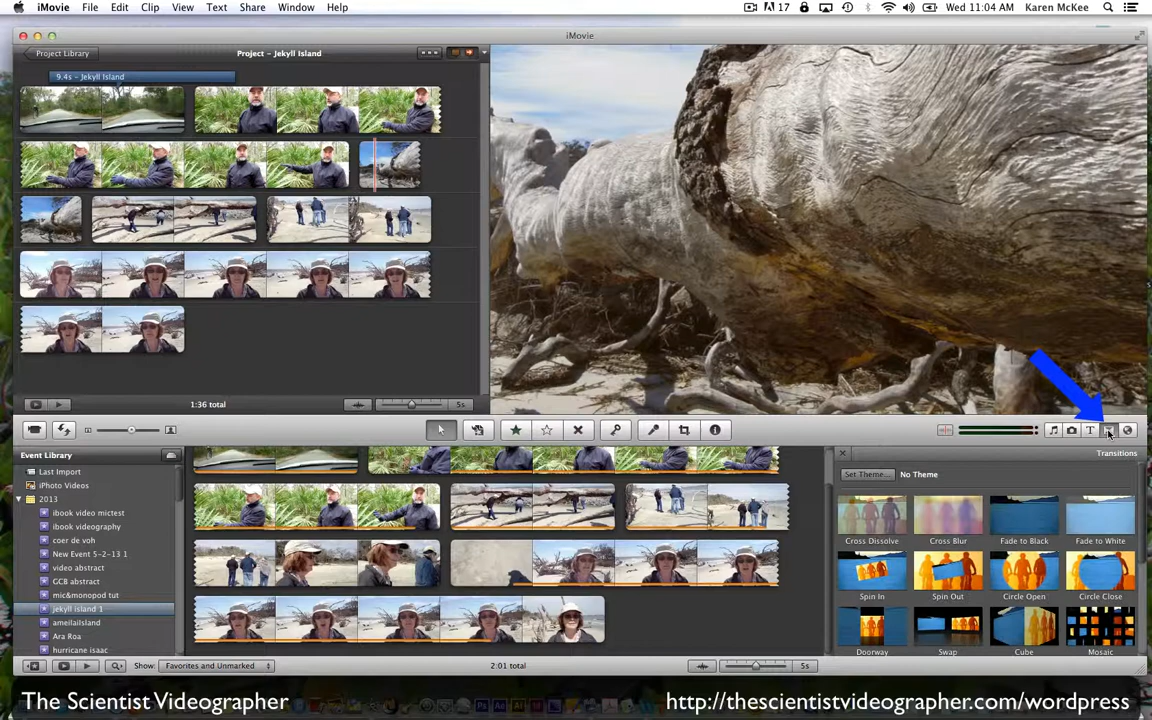 iMovie File Edit Clip View Text Share Window Help 17 Wed 11:04 AM Karen McKee
iMovie
Project Library Project - Jekyll Island
9.4s - Jekyll Island
1:36 total 5s
Event Library
Last Import
iPhoto Videos
2013
ibook video mictest
ibook videography
coer de voh
New Event 5-2-13 1
video abstract
GCB abstract
mic&monopod tut
jekyll island 1
ameliaIsland
Ara Roa
hurricane isaac
Transitions
Set Theme... No Theme
Cross Dissolve Cross Blur Fade to Black Fade to White
Spin In Spin Out Circle Open Circle Close
Doorway Swap Cube Mosaic
Show: Favorites and Unmarked 2:01 total 5s
The Scientist Videographer http://thescientistvideographer.com/wordpress